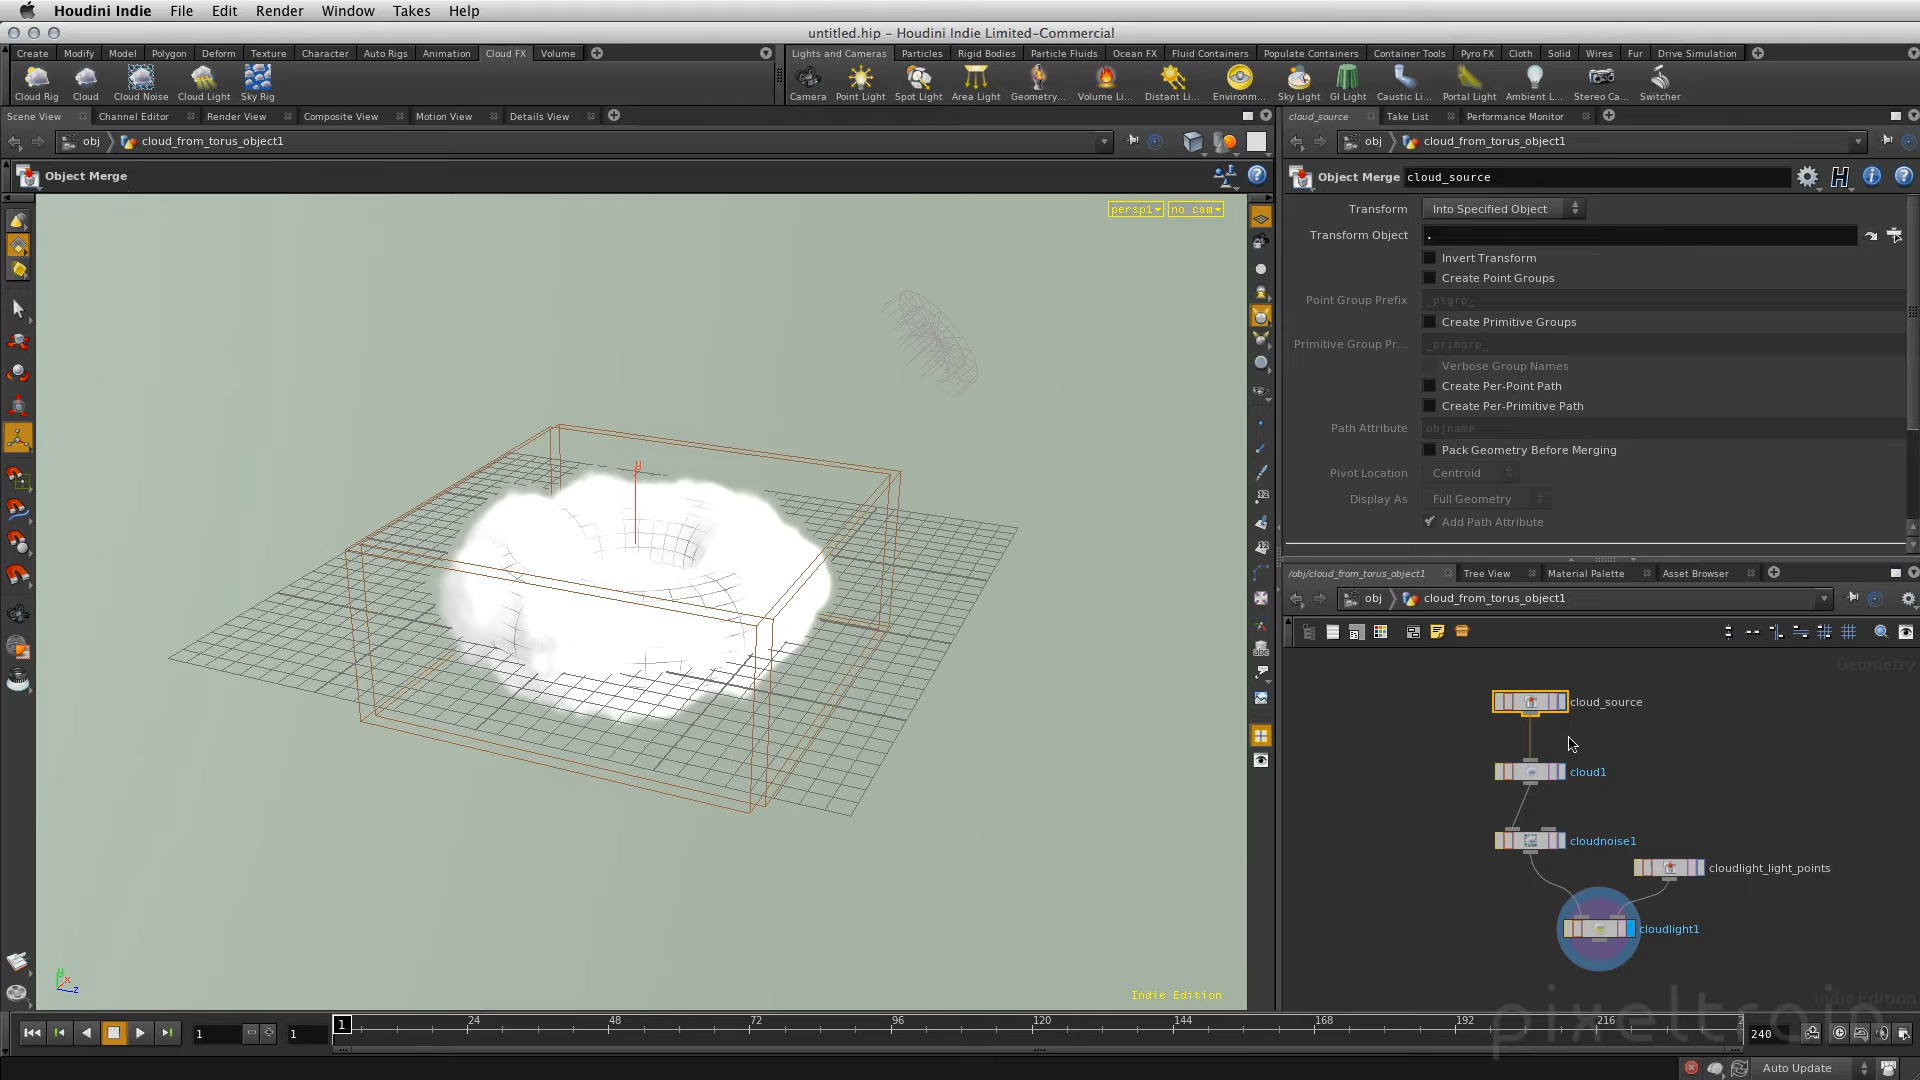 Houdini Indie File Edit Render Window Takes Help
untitled.hip – Houdini Indie Limited-Commercial
Create Modify Model Polygon Deform Texture Character Auto Rigs Animation Cloud FX Volume
Lights and Cameras Particles Rigid Bodies Particle Fluids Ocean FX Fluid Containers Populate Containers Container Tools Pyro FX Cloth Solid Wires Fur Drive Simulation
Cloud Rig Cloud Cloud Noise Cloud Light Sky Rig
Camera Point Light Spot Light Area Light Geometry... Volume Li... Distant Li... Environm... Sky Light GI Light Caustic Li... Portal Light Ambient L... Stereo Ca... Switcher
Scene View Channel Editor Render View Composite View Motion View Details View
cloud_source Take List Performance Monitor
obj cloud_from_torus_object1
obj cloud_from_torus_object1
Object Merge
Object Merge cloud_source
persp1 no cam
Transform Into Specified Object
Transform Object .
Invert Transform
Create Point Groups
Point Group Prefix _ptgrp_
Create Primitive Groups
Primitive Group Pr... _primgrp_
Verbose Group Names
Create Per-Point Path
Create Per-Primitive Path
Path Attribute objname
Pack Geometry Before Merging
Pivot Location Centroid
Display As Full Geometry
Add Path Attribute
y
/obj/cloud_from_torus_object1 Tree View Material Palette Asset Browser
obj cloud_from_torus_object1
Geometry
cloud_source
cloud1
cloudnoise1
cloudlight_light_points
cloudlight1
y
x
z
Indie Edition
Indie Edition
pixeltrain
1 1 1 24 48 72 96 120 144 168 192 216 2 240
Auto Update